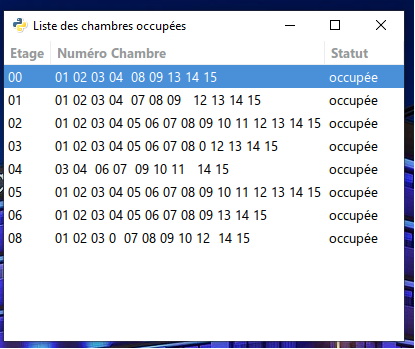 Liste des chambres occupées
Etage Numéro Chambre Statut
00 01 02 03 04 08 09 13 14 15 occupée
01 01 02 03 04 07 08 09 12 13 14 15 occupée
02 01 02 03 04 05 06 07 08 09 10 11 12 13 14 15 occupée
03 01 02 03 04 05 06 07 08 0 12 13 14 15 occupée
04 03 04 06 07 09 10 11 14 15 occupée
05 01 02 03 04 05 06 07 08 09 10 11 12 13 14 15 occupée
06 01 02 03 04 05 06 07 08 09 13 14 15 occupée
08 01 02 03 0 07 08 09 10 12 14 15 occupée